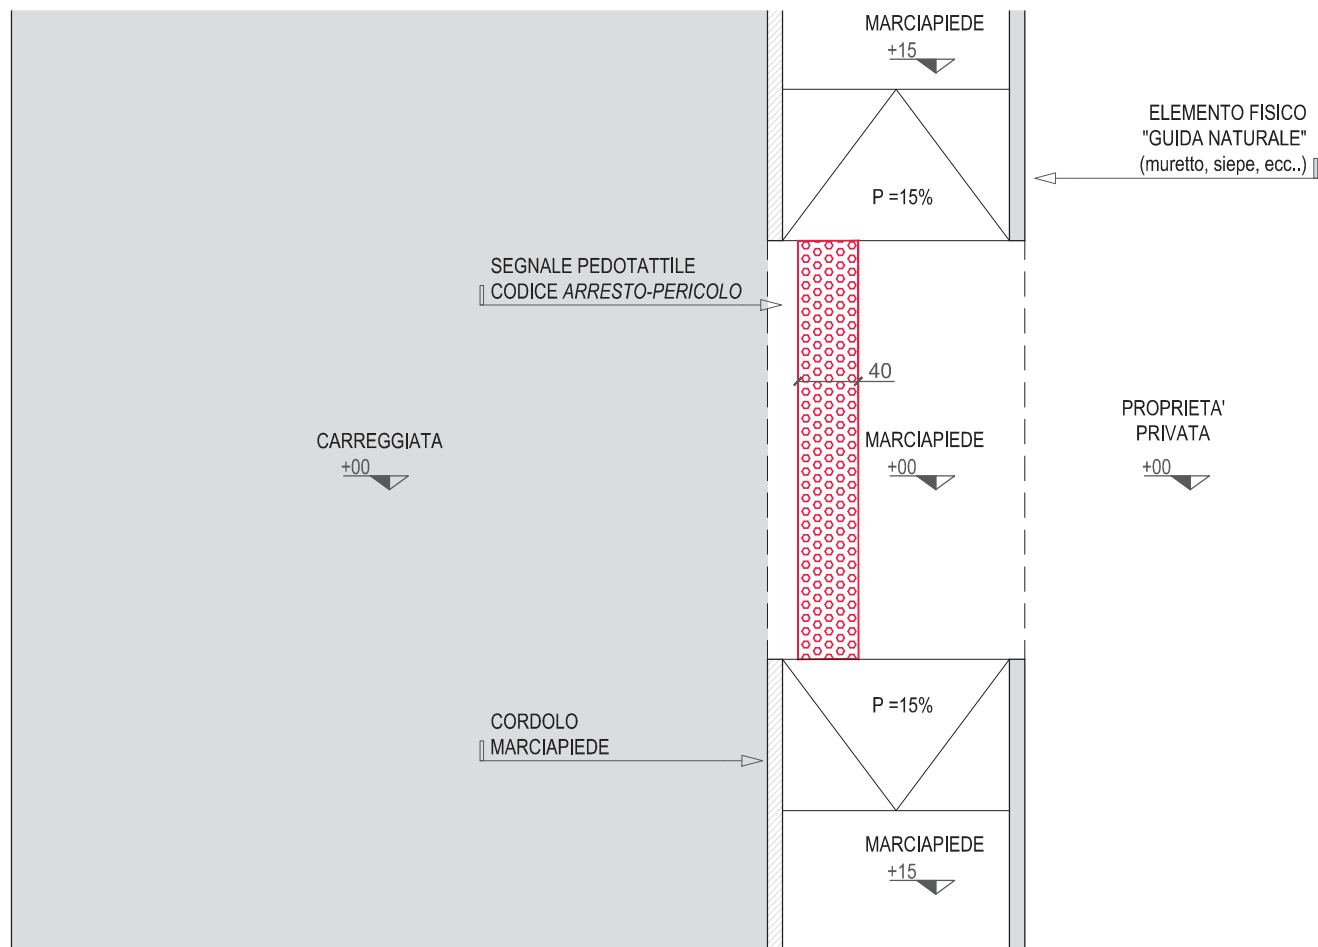 MARCIAPIEDE
+15
ELEMENTO FISICO
"GUIDA NATURALE"
(muretto, siepe, ecc..)
P =15%
SEGNALE PEDOTATTILE
CODICE ARRESTO-PERICOLO
40
CARREGGIATA
+00
MARCIAPIEDE
+00
PROPRIETA'
PRIVATA
+00
P =15%
CORDOLO
MARCIAPIEDE
MARCIAPIEDE
+15